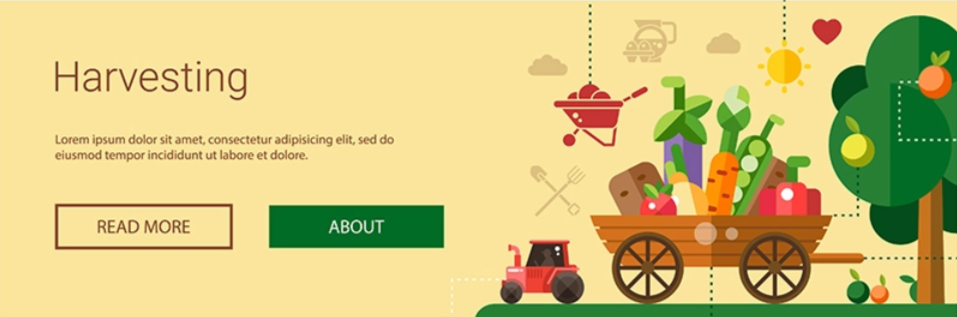 Harvesting
Lorem ipsum dolor sit amet, consectetur adipisicing elit, sed do
eiusmod tempor incididunt ut labore et dolore.
READ MORE
ABOUT